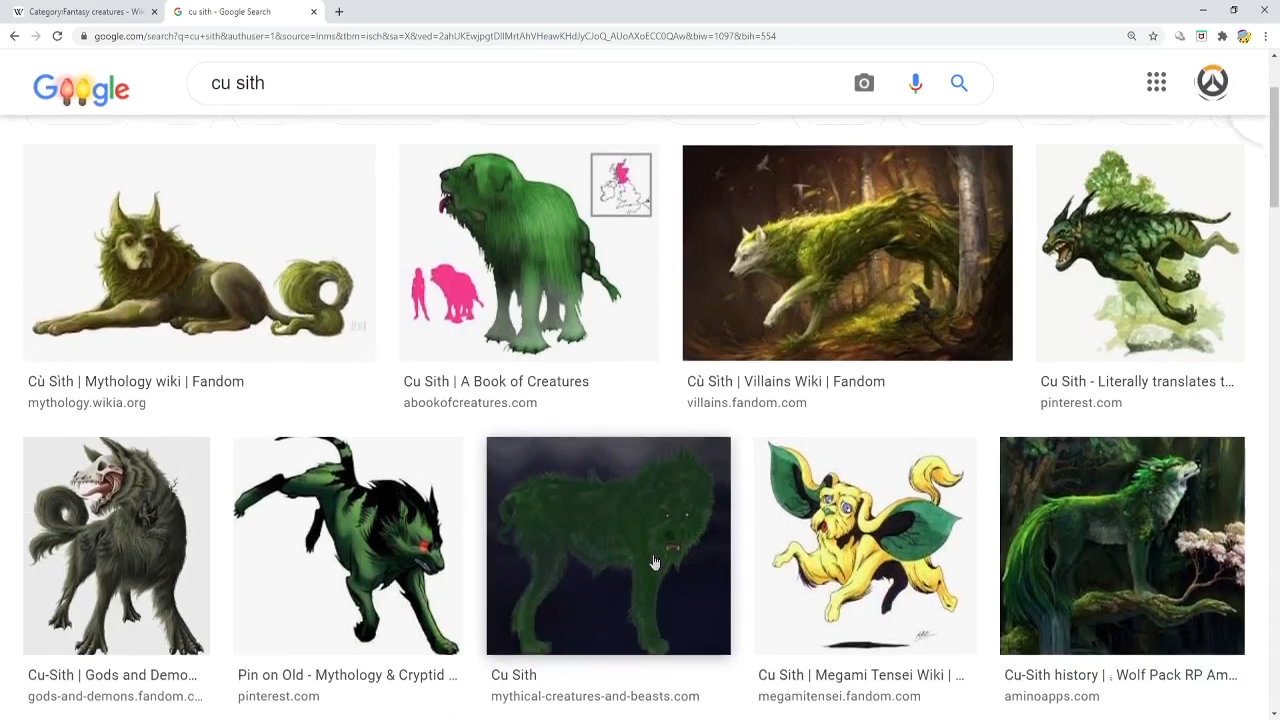 Category:Fantasy creatures - Wi
cu sith - Google Search
google.com/search?q=cu+sith&authuser=1&source=lnms&tbm=isch&sa=X&ved=2ahUKEwjpgtDllMrtAhVHeawKHdJyCJoQ_AUoAXoECC0QAw&biw=1097&bih=554
Google
cu sith
Cù Sìth | Mythology wiki | Fandom
mythology.wikia.org
Cu Sith | A Book of Creatures
abookofcreatures.com
Cù Sìth | Villains Wiki | Fandom
villains.fandom.com
Cu Sith - Literally translates t...
pinterest.com
Cu-Sith | Gods and Demo...
gods-and-demons.fandom.c...
Pin on Old - Mythology & Cryptid ...
pinterest.com
Cu Sith
mythical-creatures-and-beasts.com
Cu Sith | Megami Tensei Wiki | ...
megamitensei.fandom.com
Cu-Sith history | Wolf Pack RP Am...
aminoapps.com